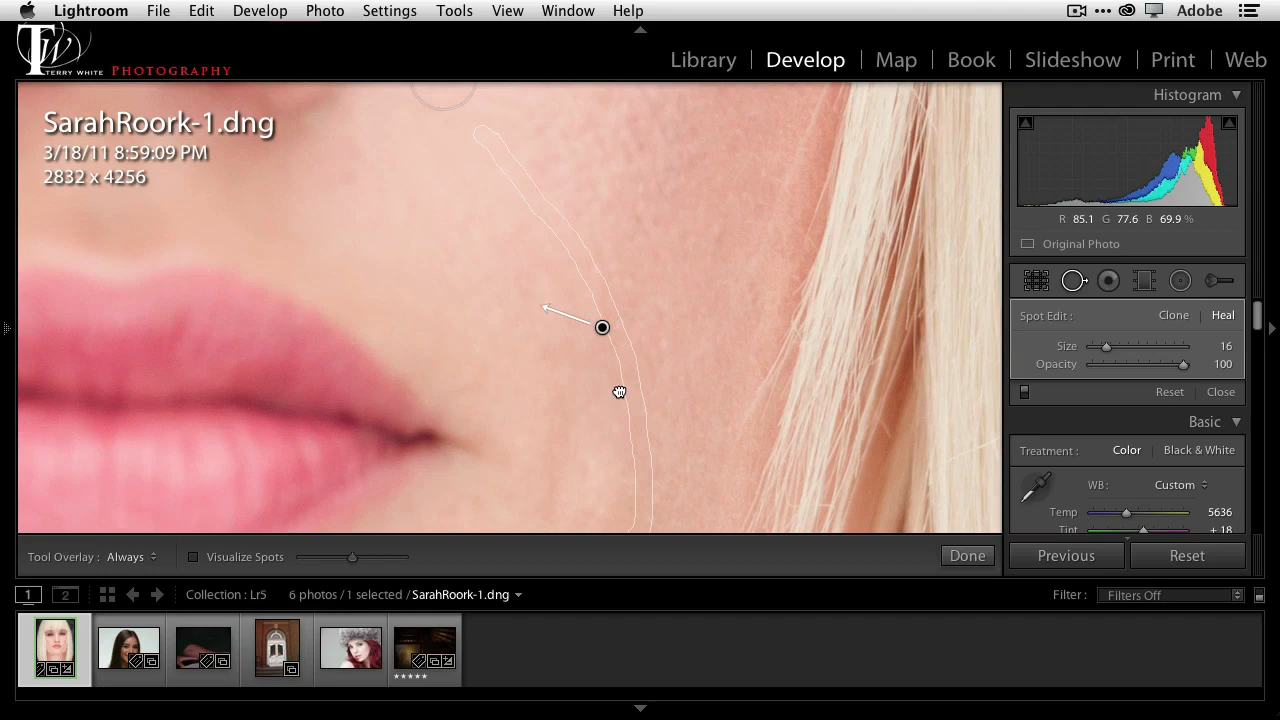 Lightroom File Edit Develop Photo Settings Tools View Window Help Adobe
TW
TERRY WHITE PHOTOGRAPHY
Library Develop Map Book Slideshow Print Web
SarahRoork-1.dng
3/18/11 8:59:09 PM
2832 x 4256
Histogram
R 85.1 G 77.6 B 69.9 %
Original Photo
Spot Edit : Clone Heal
Size 16
Opacity 100
Reset Close
Basic
Treatment : Color Black & White
WB: Custom
Temp 5636
Tint + 18
Tool Overlay : Always Visualize Spots Done
Previous Reset
1 2 Collection : Lr5 6 photos / 1 selected / SarahRoork-1.dng Filter : Filters Off